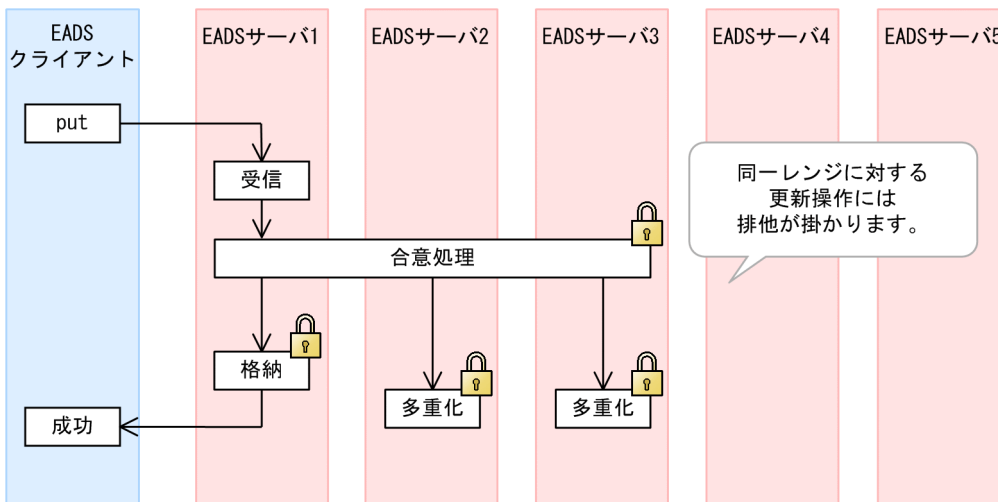 EADS
クライアント
EADSサーバ1
EADSサーバ2
EADSサーバ3
EADSサーバ4
EADSサーバ5
put
受信
同一レンジに対する
更新操作には
排他が掛かります。
合意処理
格納
多重化
多重化
成功